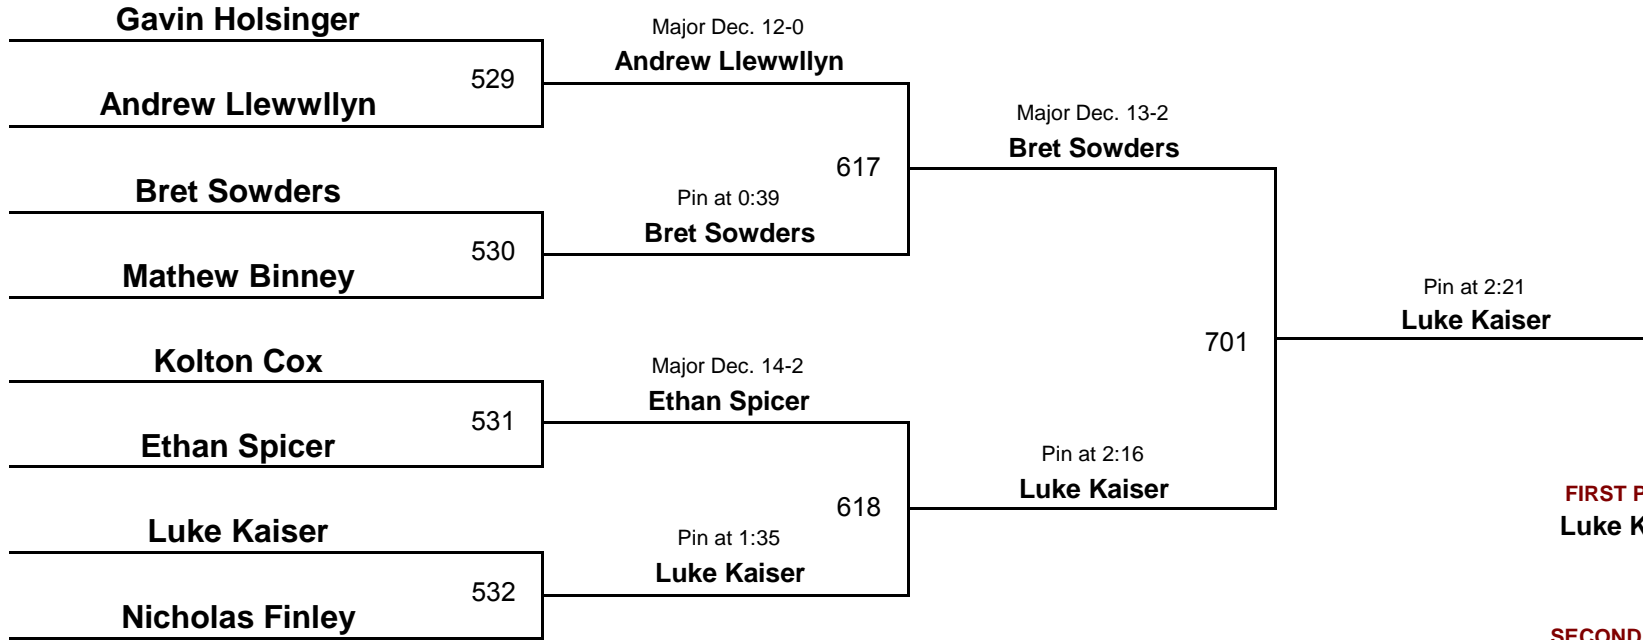 Gavin Holsinger
529
Andrew Llewwllyn
Bret Sowders
530
Mathew Binney
Kolton Cox
531
Ethan Spicer
Luke Kaiser
532
Nicholas Finley
Major Dec. 12-0
Andrew Llewwllyn
617
Pin at 0:39
Bret Sowders
Major Dec. 14-2
Ethan Spicer
618
Pin at 1:35
Luke Kaiser
Major Dec. 13-2
Bret Sowders
701
Pin at 2:16
Luke Kaiser
Pin at 2:21
Luke Kaiser
FIRST P
Luke K
SECOND